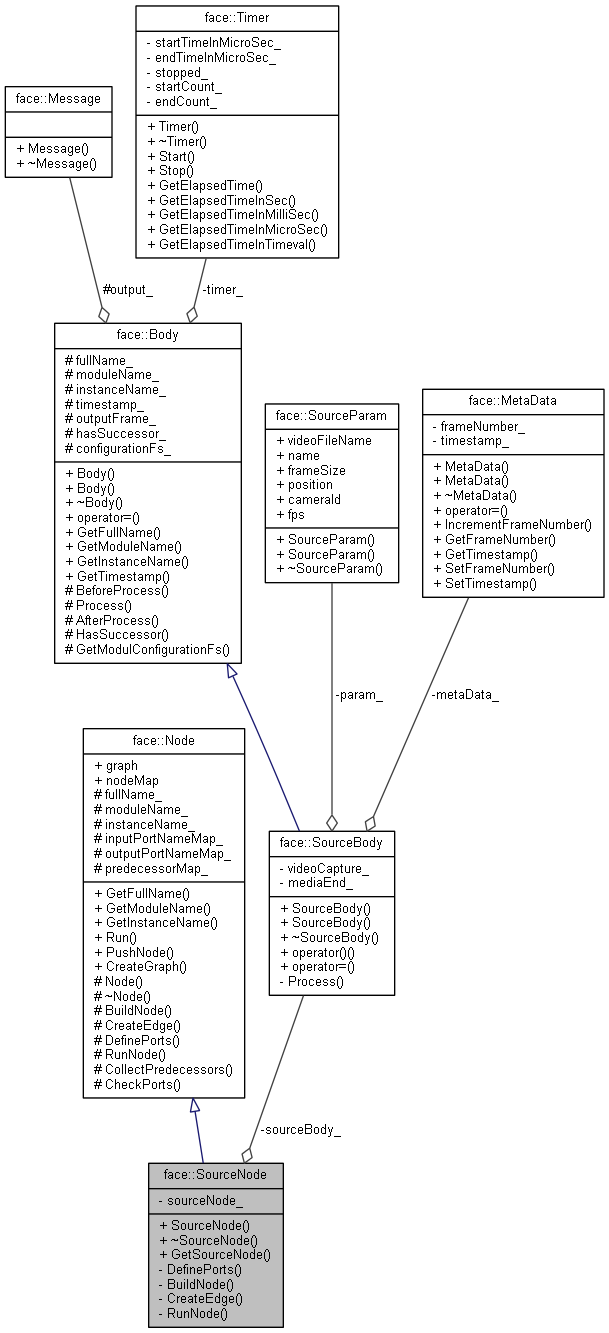 face::Timer
- startTimeInMicroSec_
- endTimeInMicroSec_
- stopped_
- startCount_
- endCount_
+ Timer()
+ ~Timer()
+ Start()
+ Stop()
+ GetElapsedTime()
+ GetElapsedTimeInSec()
+ GetElapsedTimeInMilliSec()
+ GetElapsedTimeInMicroSec()
+ GetElapsedTimeInTimeval()
face::Message
+ Message()
+ ~Message()
#output_
-timer_
face::Body
# fullName_
# moduleName_
# instanceName_
# timestamp_
# outputFrame_
# hasSuccessor_
# configurationFs_
+ Body()
+ Body()
+ ~Body()
+ operator=()
+ GetFullName()
+ GetModuleName()
+ GetInstanceName()
+ GetTimestamp()
# BeforeProcess()
# Process()
# AfterProcess()
# HasSuccessor()
# GetModulConfigurationFs()
face::SourceParam
+ videoFileName
+ name
+ frameSize
+ position
+ cameraId
+ fps
+ SourceParam()
+ SourceParam()
+ ~SourceParam()
face::MetaData
- frameNumber_
- timestamp_
+ MetaData()
+ MetaData()
+ ~MetaData()
+ operator=()
+ IncrementFrameNumber()
+ GetFrameNumber()
+ GetTimestamp()
+ SetFrameNumber()
+ SetTimestamp()
-param_
-metaData_
face::Node
+ graph
+ nodeMap
# fullName_
# moduleName_
# instanceName_
# inputPortNameMap_
# outputPortNameMap_
# predecessorMap_
+ GetFullName()
+ GetModuleName()
+ GetInstanceName()
+ Run()
+ PushNode()
+ CreateGraph()
# Node()
# ~Node()
# BuildNode()
# CreateEdge()
# DefinePorts()
# RunNode()
# CollectPredecessors()
# CheckPorts()
face::SourceBody
- videoCapture_
- mediaEnd_
+ SourceBody()
+ SourceBody()
+ ~SourceBody()
+ operator()()
+ operator=()
- Process()
-sourceBody_
face::SourceNode
- sourceNode_
+ SourceNode()
+ ~SourceNode()
+ GetSourceNode()
- DefinePorts()
- BuildNode()
- CreateEdge()
- RunNode()